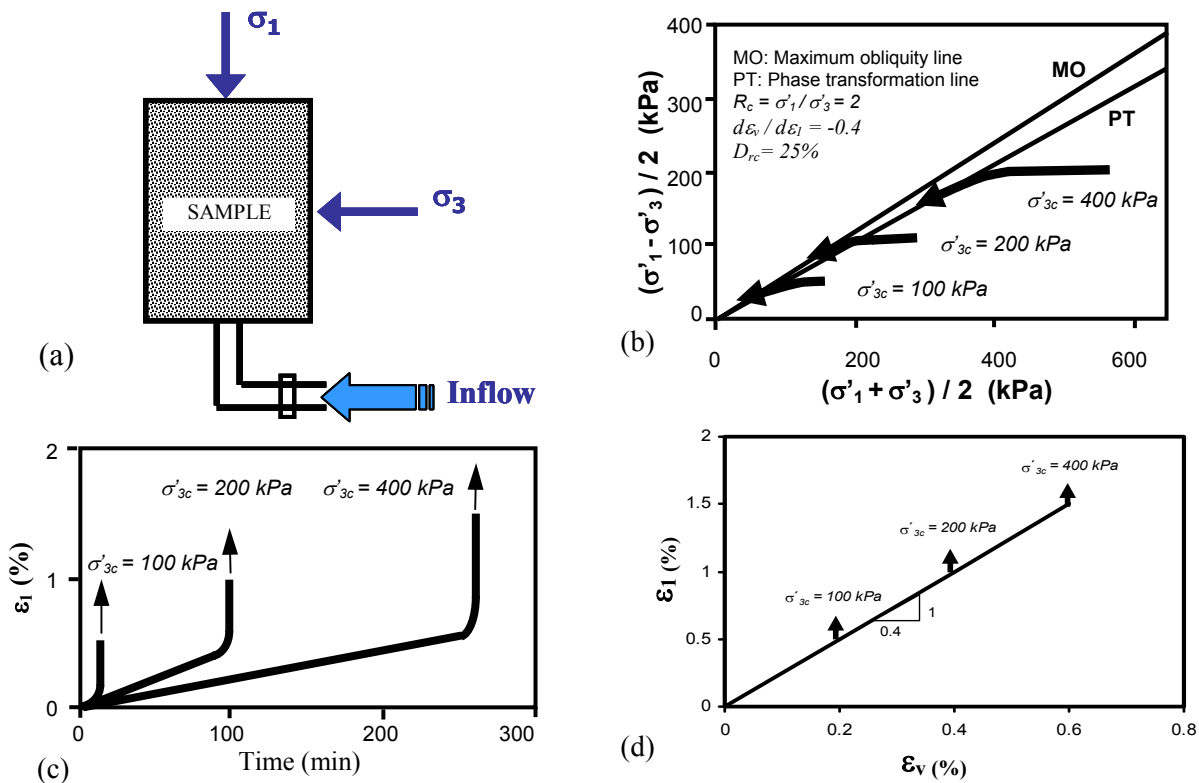 σ1
SAMPLE
σ3
Inflow
(a)
400
300
200
100
0
0
200
400
600
(σ'1 - σ'3) / 2 (kPa)
(σ'1 + σ'3) / 2 (kPa)
MO: Maximum obliquity line
PT: Phase transformation line
Rc = σ'1 / σ'3 = 2
dεv / dε1 = -0.4
Drc= 25%
MO
PT
σ'3c = 400 kPa
σ'3c = 200 kPa
σ'3c = 100 kPa
(b)
2
1
0
ε1 (%)
σ'3c = 200 kPa
σ'3c = 400 kPa
σ'3c = 100 kPa
0
100
200
300
Time (min)
(c)
2
1.5
1
0.5
0
ε1 (%)
σ'3c = 400 kPa
σ'3c = 200 kPa
σ'3c = 100 kPa
1
0.4
0
0.2
0.4
0.6
0.8
εv (%)
(d)